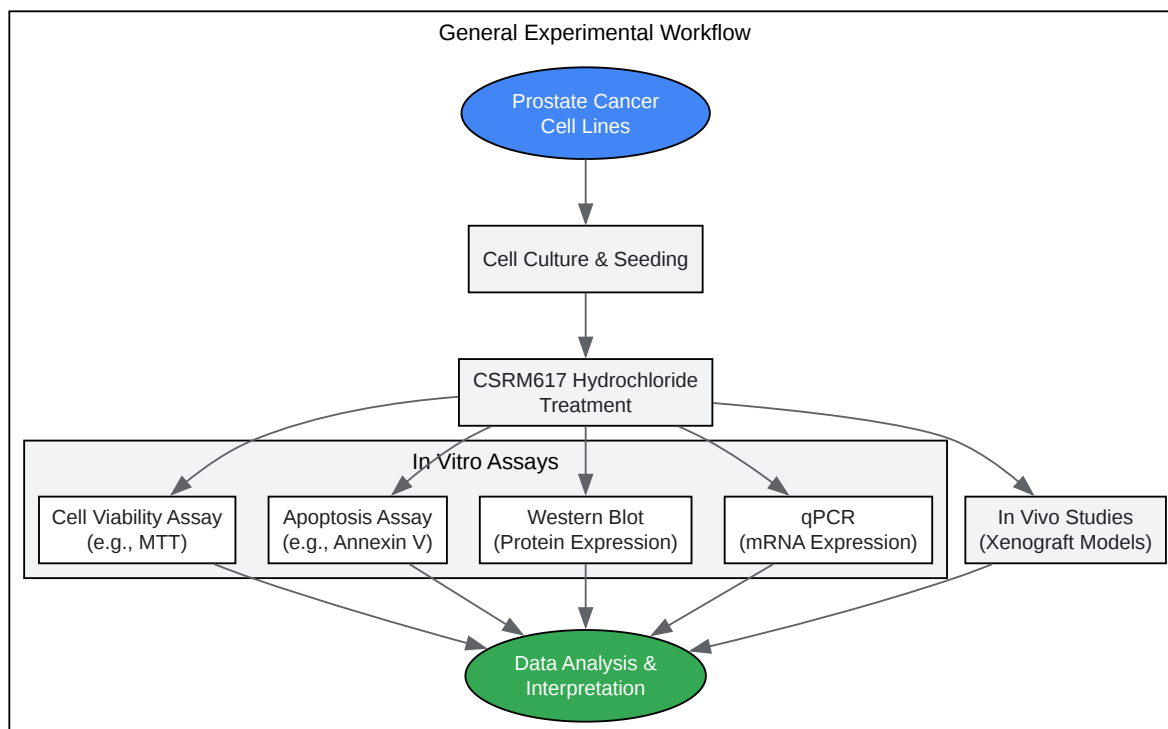 General Experimental Workflow
Prostate Cancer
Cell Lines
Cell Culture & Seeding
CSRM617 Hydrochloride
Treatment
In Vitro Assays
Cell Viability Assay
(e.g., MTT)
Apoptosis Assay
(e.g., Annexin V)
Western Blot
(Protein Expression)
qPCR
(mRNA Expression)
In Vivo Studies
(Xenograft Models)
Data Analysis &
Interpretation